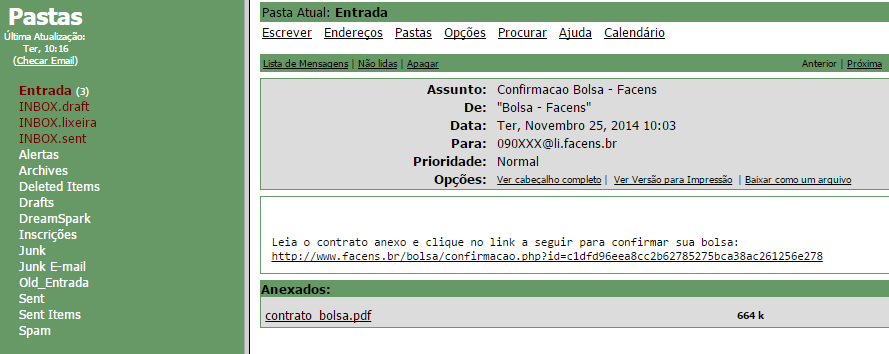 Pastas
Última Atualização:
Ter, 10:16
(Checar Email)
Entrada (3)
INBOX.draft
INBOX.lixeira
INBOX.sent
Alertas
Archives
Deleted Items
Drafts
DreamSpark
Inscrições
Junk
Junk E-mail
Old_Entrada
Sent
Sent Items
Spam
Pasta Atual: Entrada
Escrever Endereços Pastas Opções Procurar Ajuda Calendário
Lista de Mensagens | Não lidas | Apagar Anterior | Próxima
Assunto: Confirmacao Bolsa - Facens
De: "Bolsa - Facens"
Data: Ter, Novembro 25, 2014 10:03
Para: 090XXX@li.facens.br
Prioridade: Normal
Opções: Ver cabeçalho completo | Ver Versão para Impressão | Baixar como um arquivo
Leia o contrato anexo e clique no link a seguir para confirmar sua bolsa:
http://www.facens.br/bolsa/confirmacao.php?id=c1dfd96eea8cc2b62785275bca38ac261256e278
Anexados:
contrato_bolsa.pdf 664 k